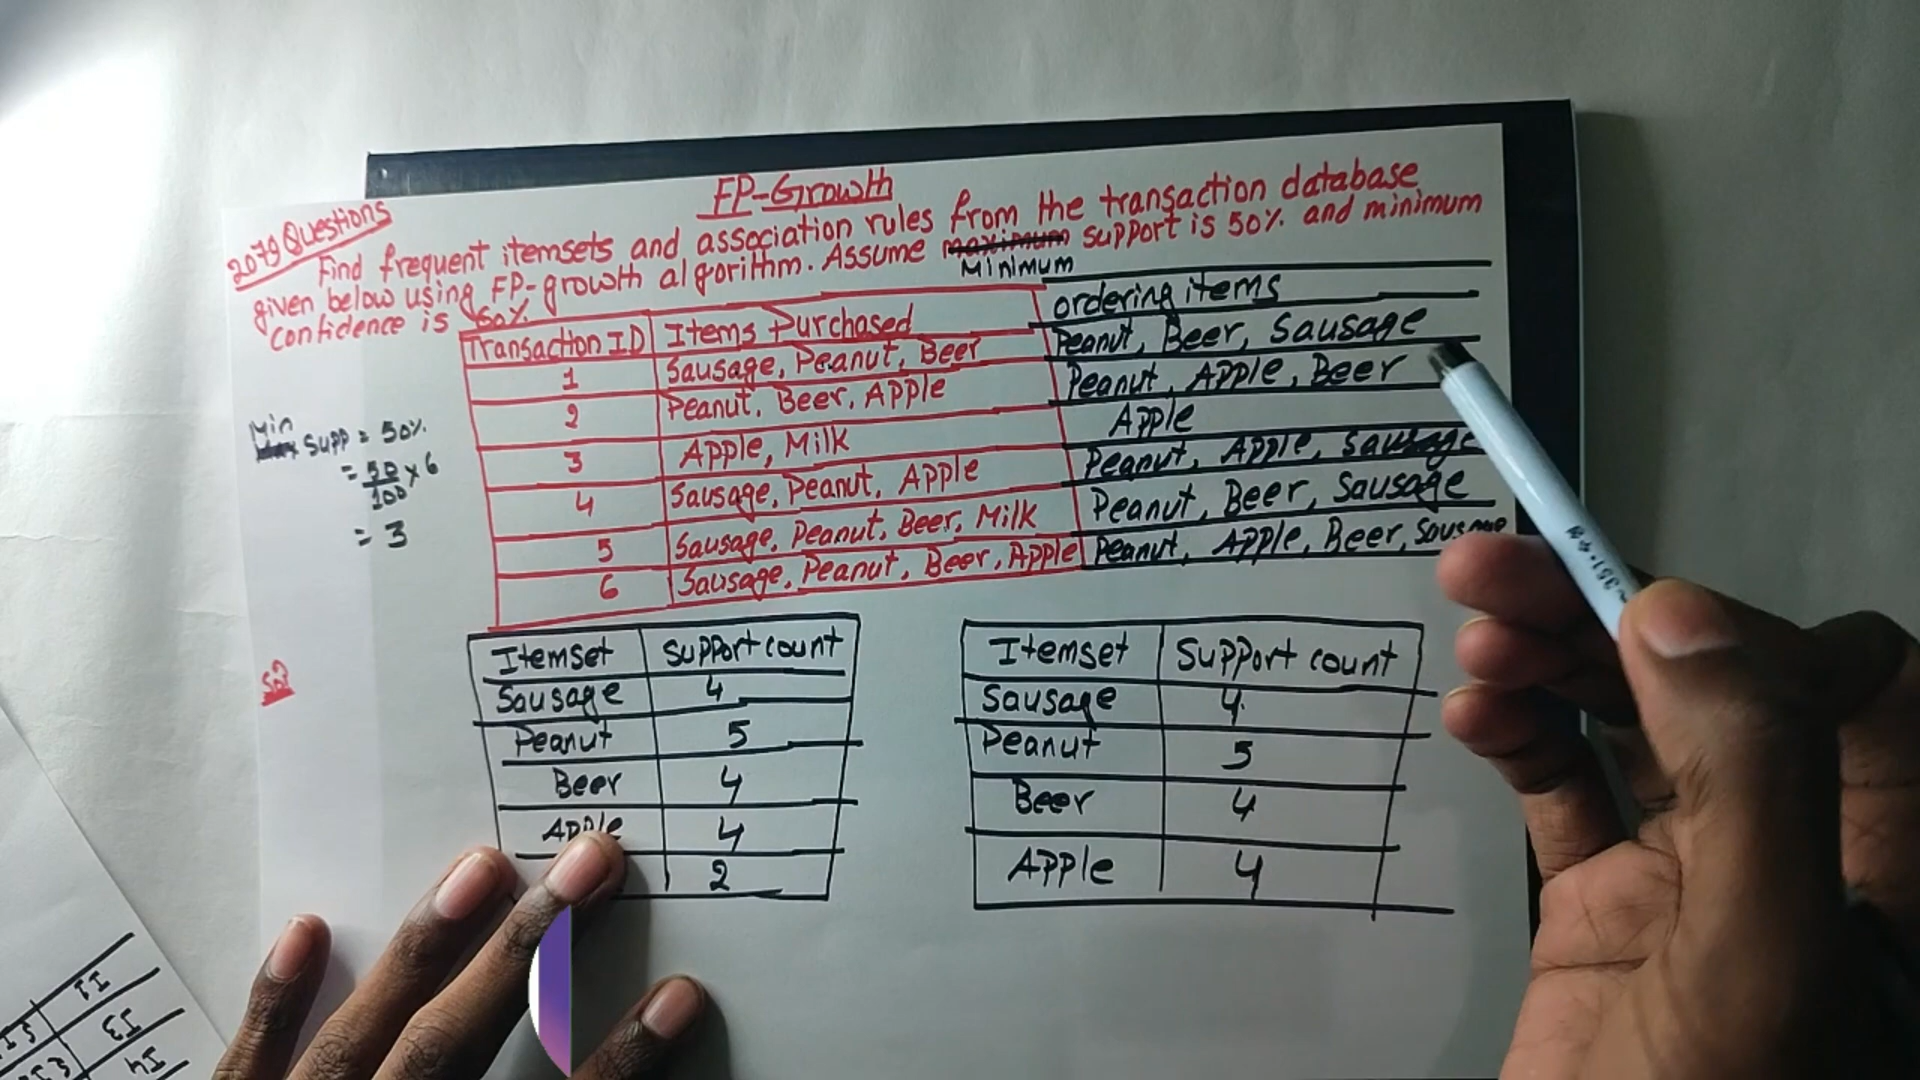 FP-Growth
2079 Questions
Find frequent itemsets and association rules from the transaction database
given below using FP-growth algorithm. Assume maximum support is 50% and minimum
Minimum
confidence is 50%
Transaction ID Items Purchased ordering items
1 Sausage, Peanut, Beer Peanut, Beer, Sausage
2 Peanut, Beer, Apple Peanut, Apple, Beer
3 Apple, Milk Apple
4 Sausage, Peanut, Apple Peanut, Apple, Sausage
5 Sausage, Peanut, Beer, Milk Peanut, Beer, Sausage
6 Sausage, Peanut, Beer, Apple Peanut, Apple, Beer, Sausage
Min
Supp = 50%
= 50/100 x 6
= 3
Itemset Support count
Sausage 4
Peanut 5
Beer 4
Apple 4
2
Itemset Support count
Sausage 4
Peanut 5
Beer 4
Apple 4
I1
I3
I4